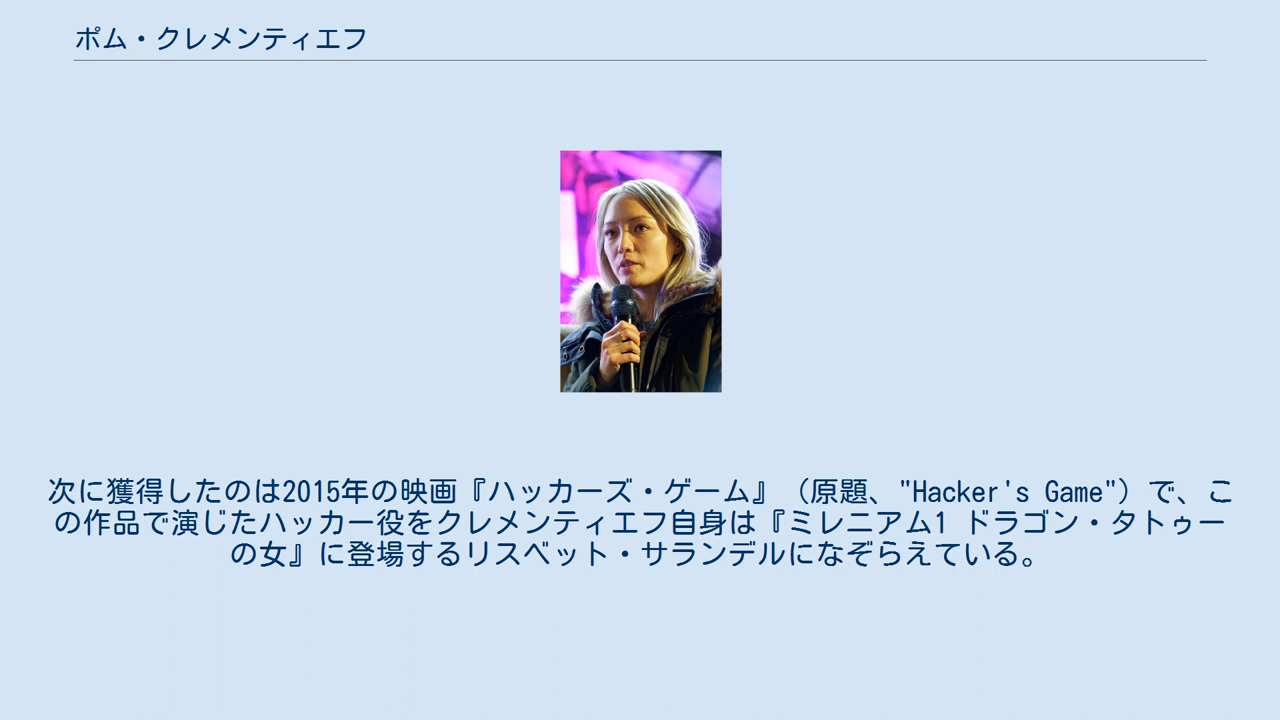 ポム・クレメンティエフ
次に獲得したのは2015年の映画『ハッカーズ・ゲーム』（原題、"Hacker's Game"）で、こ
の作品で演じたハッカー役をクレメンティエフ自身は『ミレニアム1 ドラゴン・タトゥー
の女』に登場するリスベット・サランデルになぞらえている。